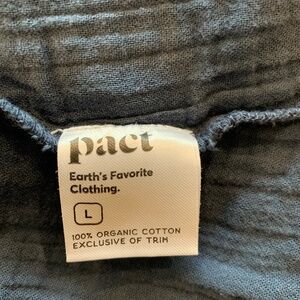 pact
Earth's Favorite
Clothing.
L
100% ORGANIC COTTON
EXCLUSIVE OF TRIM